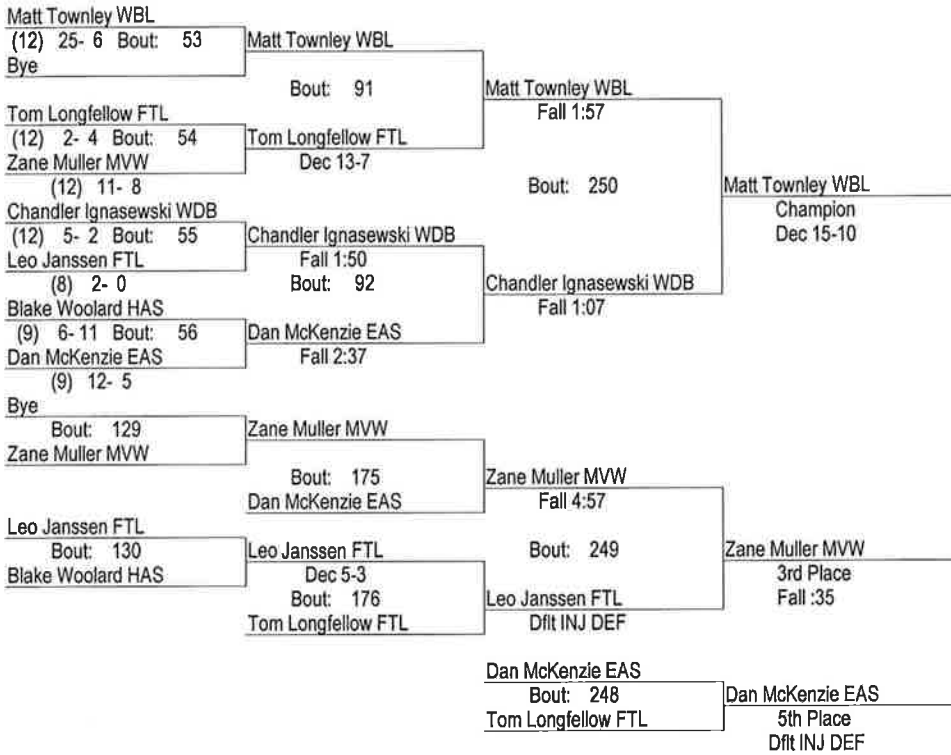 Matt Townley WBL
(12) 25- 6 Bout: 53
Bye
Matt Townley WBL
Bout: 91
Tom Longfellow FTL
(12) 2- 4 Bout: 54
Zane Muller MVW
(12) 11- 8
Tom Longfellow FTL
Dec 13-7
Matt Townley WBL
Fall 1:57
Bout: 250
Chandler Ignasewski WDB
(12) 5- 2 Bout: 55
Leo Janssen FTL
(8) 2- 0
Chandler Ignasewski WDB
Fall 1:50
Bout: 92
Blake Woolard HAS
(9) 6- 11 Bout: 56
Dan McKenzie EAS
(9) 12- 5
Dan McKenzie EAS
Fall 2:37
Chandler Ignasewski WDB
Fall 1:07
Matt Townley WBL
Champion
Dec 15-10
Bye
Bout: 129
Zane Muller MVW
Zane Muller MVW
Bout: 175
Dan McKenzie EAS
Zane Muller MVW
Fall 4:57
Bout: 249
Leo Janssen FTL
Bout: 130
Blake Woolard HAS
Leo Janssen FTL
Dec 5-3
Bout: 176
Tom Longfellow FTL
Leo Janssen FTL
Dflt INJ DEF
Zane Muller MVW
3rd Place
Fall :35
Dan McKenzie EAS
Bout: 248
Tom Longfellow FTL
Dan McKenzie EAS
5th Place
Dflt INJ DEF